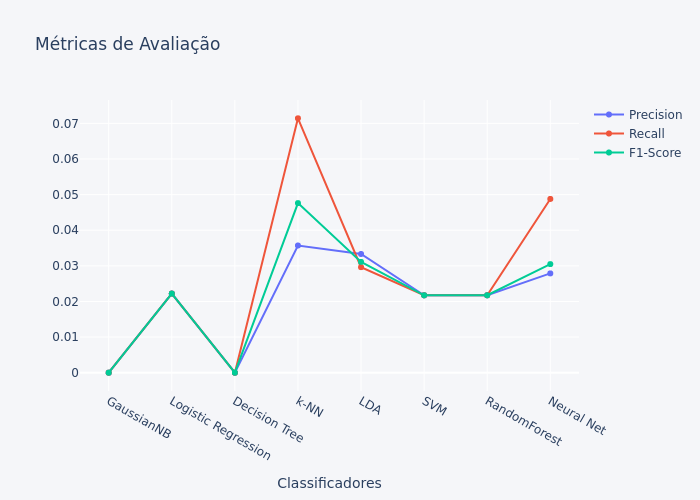 Métricas de Avaliação
Precision
Recall
F1-Score
0.07
0.06
0.05
0.04
0.03
0.02
0.01
0
GaussianNB
Logistic Regression
Decision Tree
k-NN
LDA
SVM
RandomForest
Neural Net
Classificadores